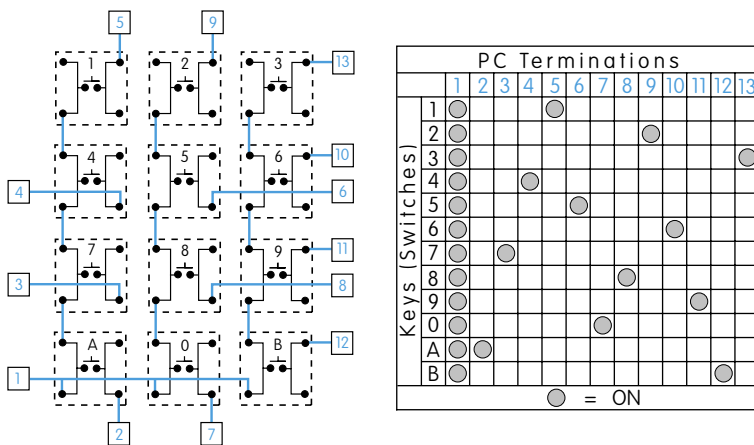 5 9
1 2 3
13
4 5 6
10
4 6
7 8 9
11
3 8
A 0 B
12
1
2 7
PC Terminations
1 2 3 4 5 6 7 8 9 10 11 12 13
Keys (Switches)
1
2
3
4
5
6
7
8
9
0
A
B
= ON